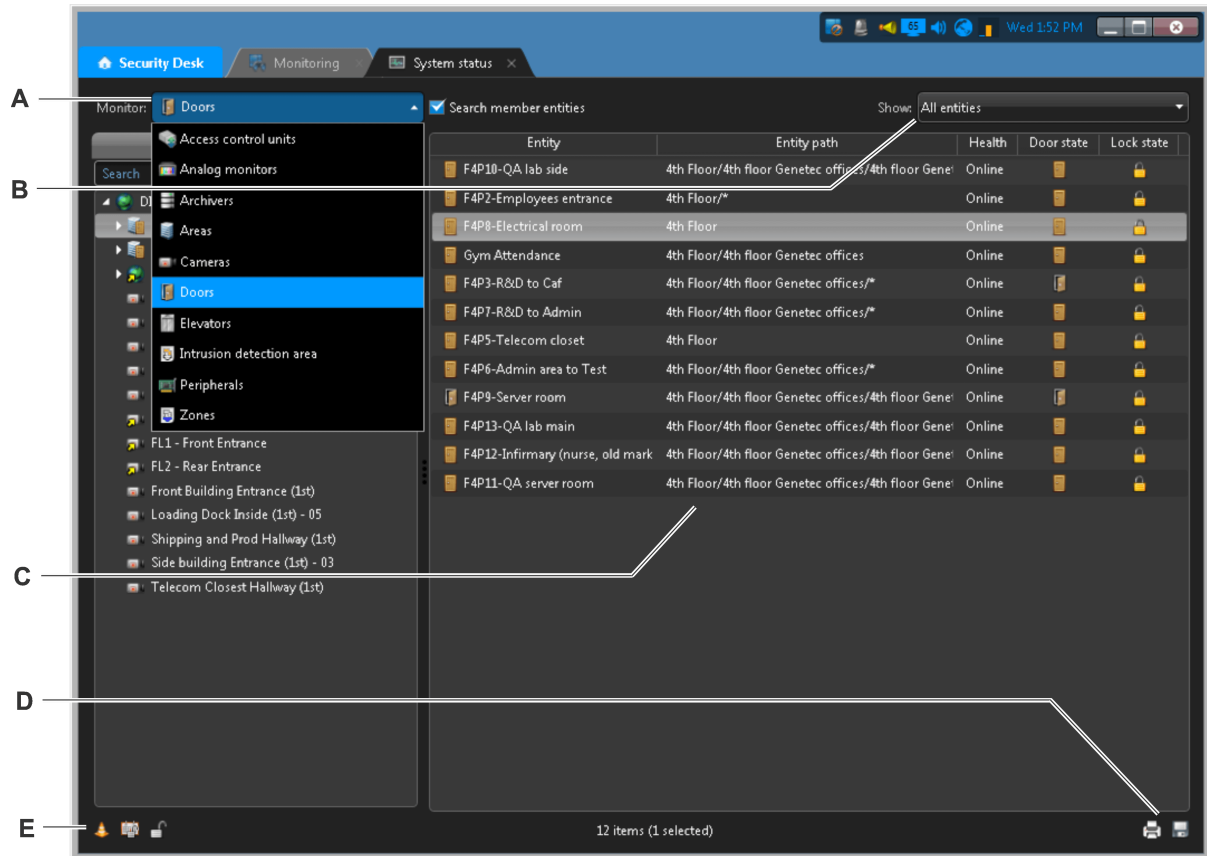 65 Wed 1:52 PM
Security Desk Monitoring System status
A
Monitor: Doors Search member entities Show: All entities
Access control units
Analog monitors
Archivers
Areas
Cameras
Doors
Elevators
Intrusion detection area
Peripherals
Zones
Search
B
FL1 - Front Entrance
FL2 - Rear Entrance
Front Building Entrance (1st)
Loading Dock Inside (1st) - 05
Shipping and Prod Hallway (1st)
Side building Entrance (1st) - 03
Telecom Closest Hallway (1st)
Entity Entity path Health Door state Lock state
F4P10-QA lab side 4th Floor/4th floor Genetec offices/4th floor Genet Online
F4P2-Employees entrance 4th Floor/* Online
F4P8-Electrical room 4th Floor Online
Gym Attendance 4th Floor/4th floor Genetec offices Online
F4P3-R&D to Caf 4th Floor/4th floor Genetec offices/* Online
F4P7-R&D to Admin 4th Floor/4th floor Genetec offices/* Online
F4P5-Telecom closet 4th Floor Online
F4P6-Admin area to Test 4th Floor/4th floor Genetec offices/* Online
F4P9-Server room 4th Floor/4th floor Genetec offices/4th floor Genet Online
F4P13-QA lab main 4th Floor/4th floor Genetec offices/4th floor Genet Online
F4P12-Infirmary (nurse, old mark 4th Floor/4th floor Genetec offices/4th floor Genet Online
F4P11-QA server room 4th Floor/4th floor Genetec offices/4th floor Genet Online
C
D
E
12 items (1 selected)